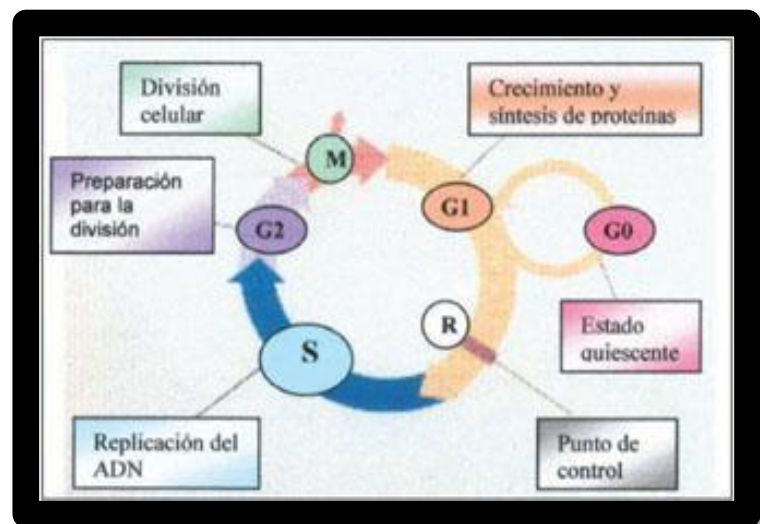 División
celular
M
Crecimiento y
síntesis de proteínas
Preparación
para la
división
G2
G1
G0
R
S
Estado
quiescente
Replicación del
ADN
Punto de
control